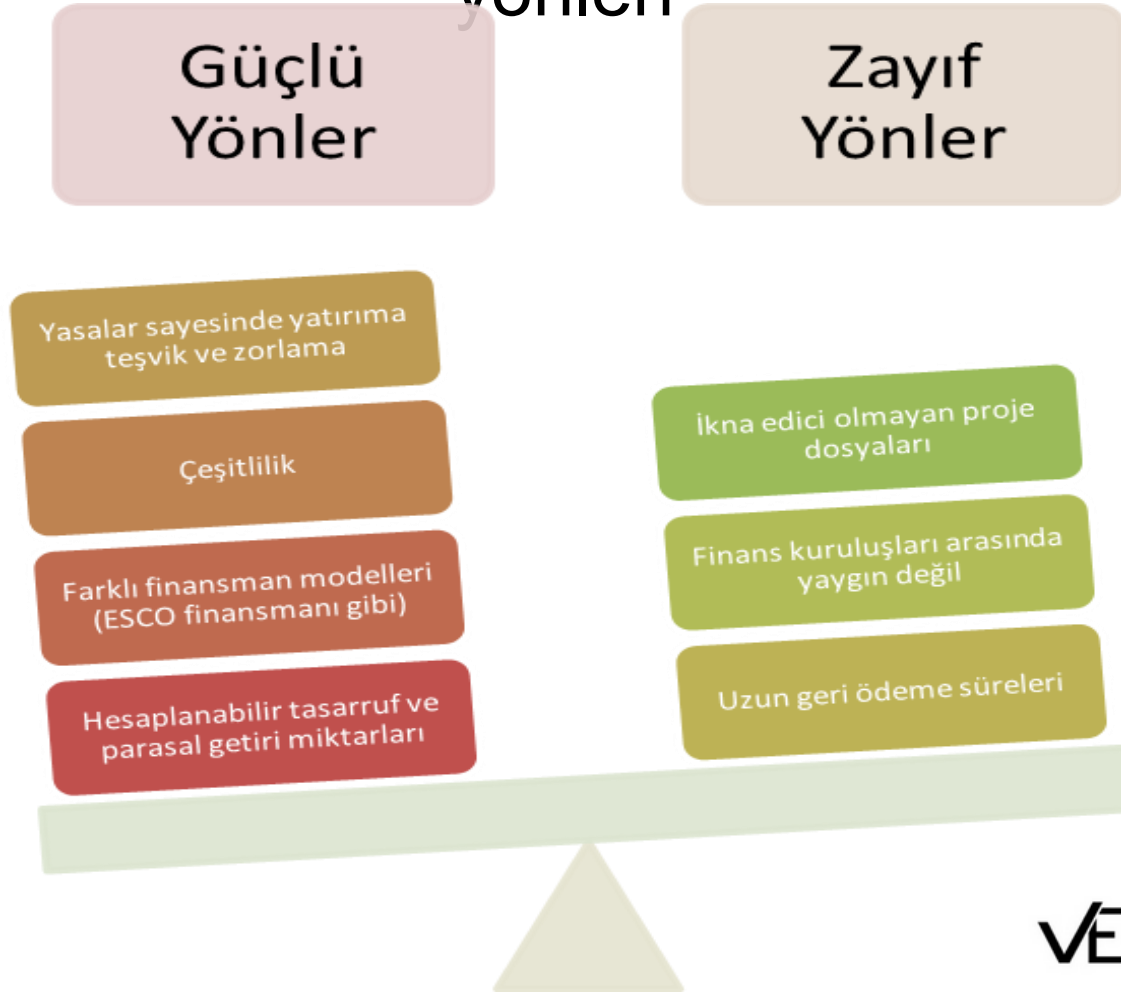 Güçlü
Yönler
Zayıf
Yönler
Yasalar sayesinde yatırıma
teşvik ve zorlama
Çeşitlilik
Farklı finansman modelleri
(ESCO finansmanı gibi)
Hesaplanabilir tasarruf ve
parasal getiri miktarları
İkna edici olmayan proje
dosyaları
Finans kuruluşları arasında
yaygın değil
Uzun geri ödeme süreleri
VE